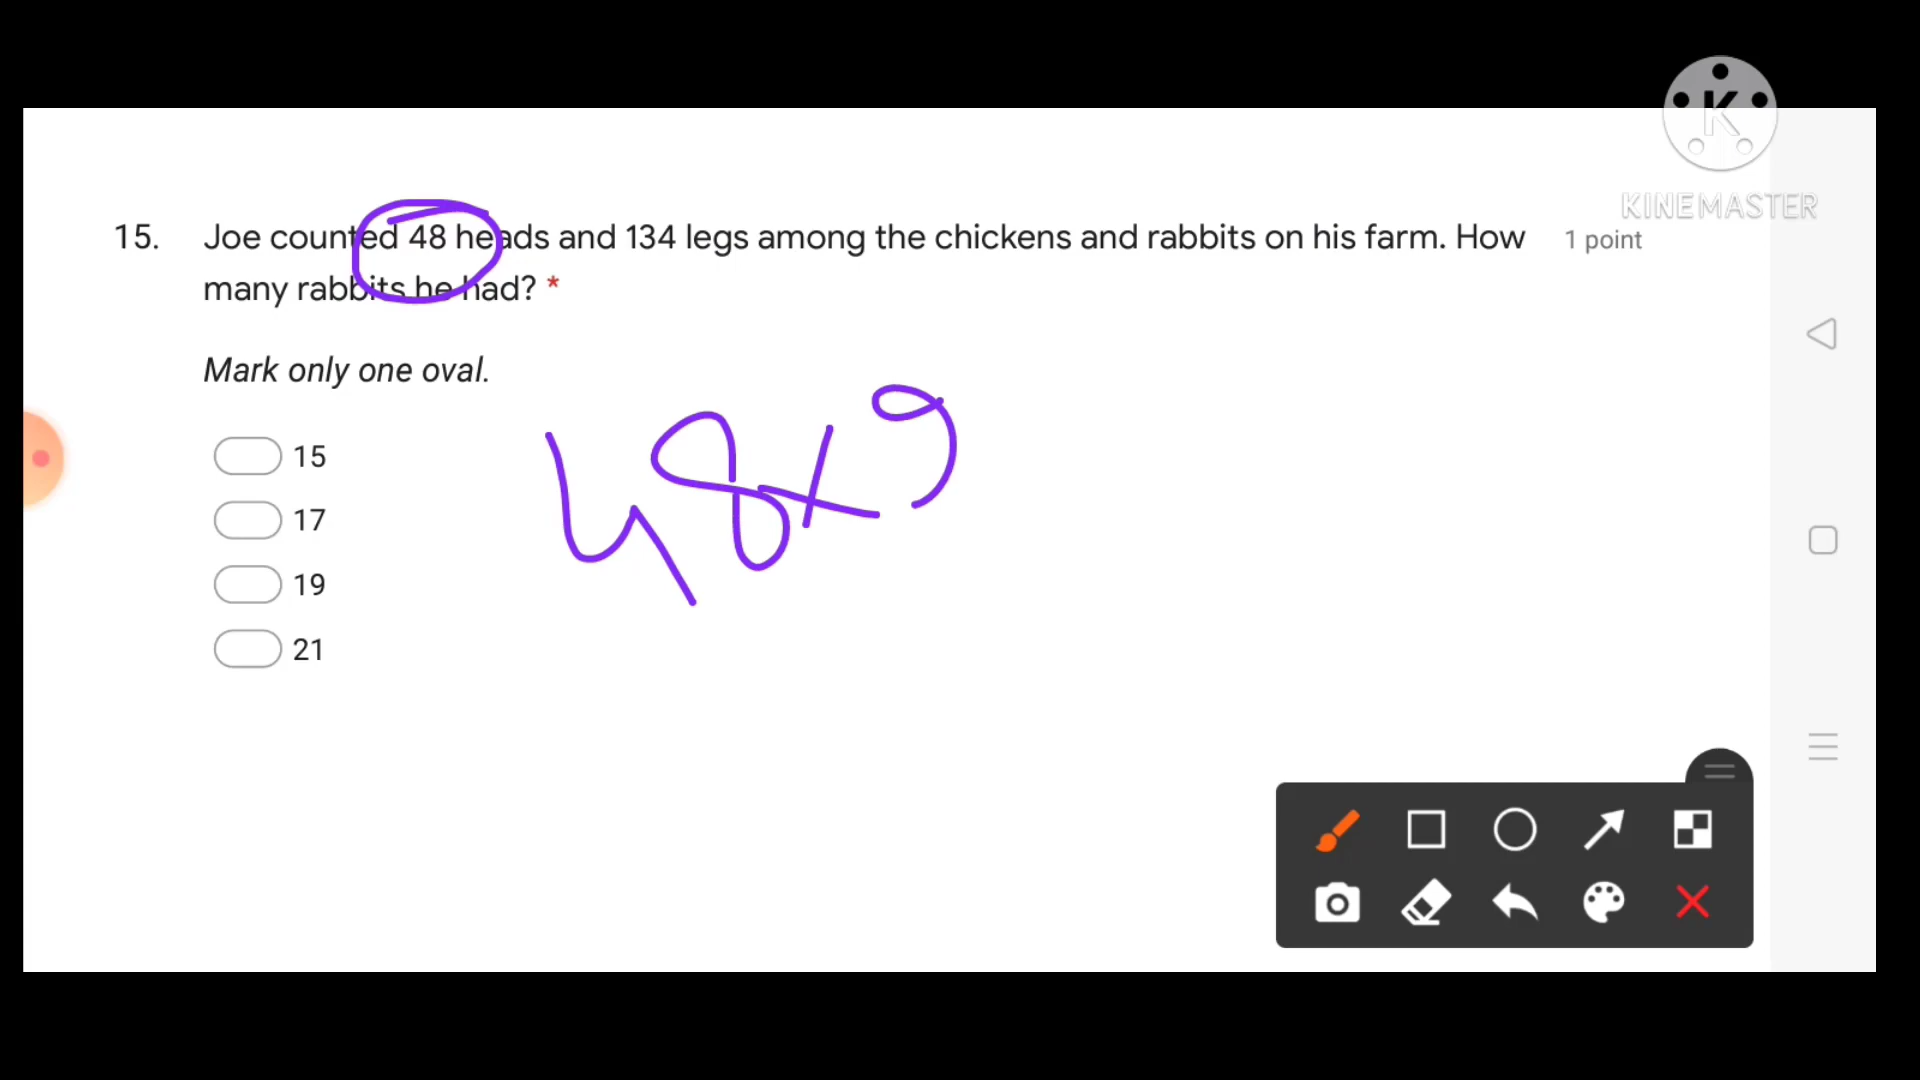 KINEMASTER
15. Joe counted 48 heads and 134 legs among the chickens and rabbits on his farm. How 1 point
many rabbits he had? *
Mark only one oval.
48x9
15
17
19
21